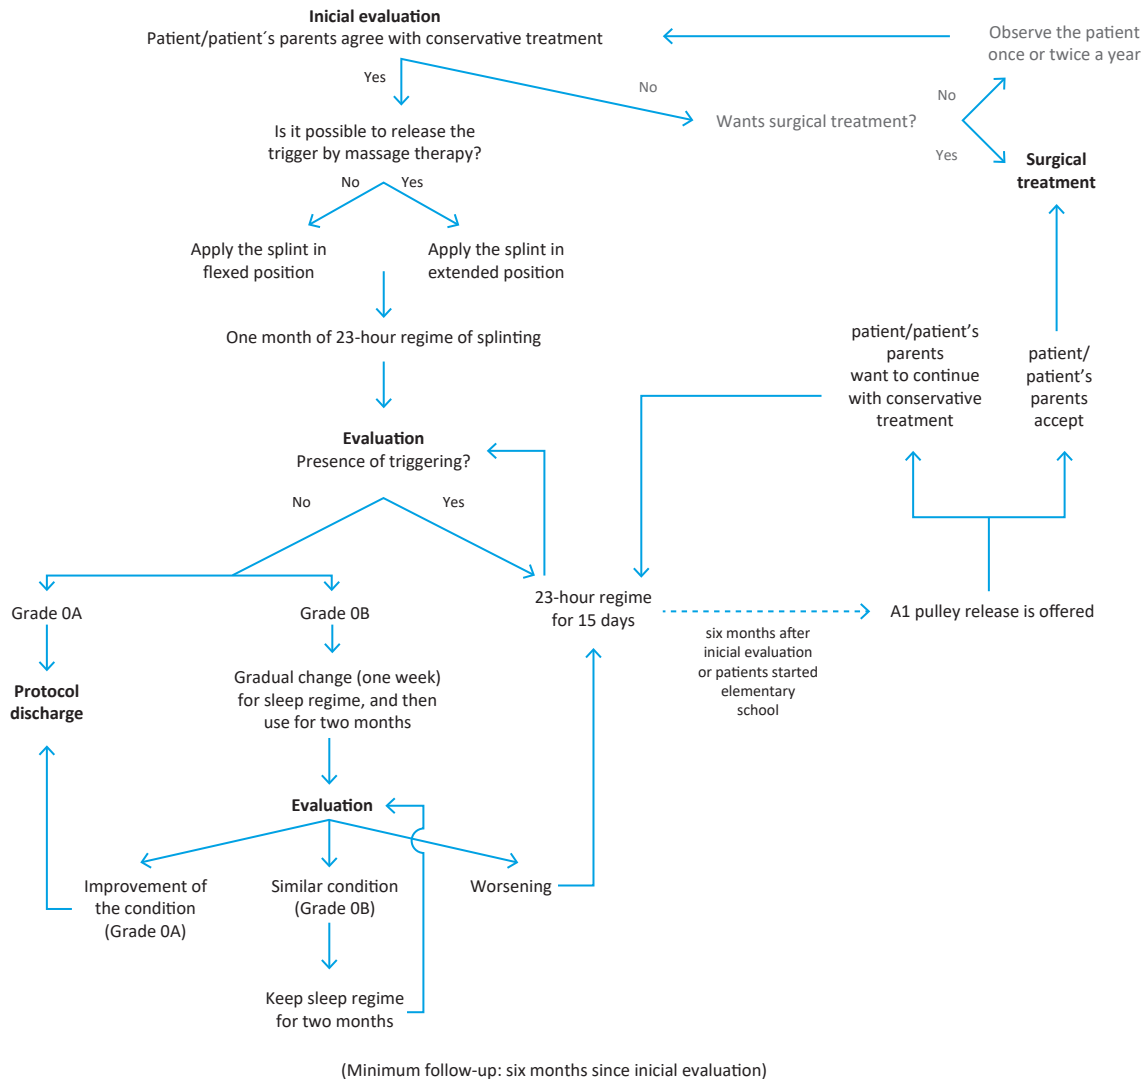 Inicial evaluation
Patient/patient´s parents agree with conservative treatment
Observe the patient
once or twice a year
Yes
No
No
Wants surgical treatment?
Yes
Surgical
treatment
Is it possible to release the
trigger by massage therapy?
No
Yes
Apply the splint in
flexed position
Apply the splint in
extended position
One month of 23-hour regime of splinting
patient/patient’s
parents
want to continue
with conservative
treatment
patient/
patient’s
parents
accept
Evaluation
Presence of triggering?
No
Yes
Grade 0A
Grade 0B
23-hour regime
for 15 days
six months after
inicial evaluation
or patients started
elementary
school
A1 pulley release is offered
Protocol
discharge
Gradual change (one week)
for sleep regime, and then
use for two months
Evaluation
Improvement of
the condition
(Grade 0A)
Similar condition
(Grade 0B)
Worsening
Keep sleep regime
for two months
(Minimum follow-up: six months since inicial evaluation)